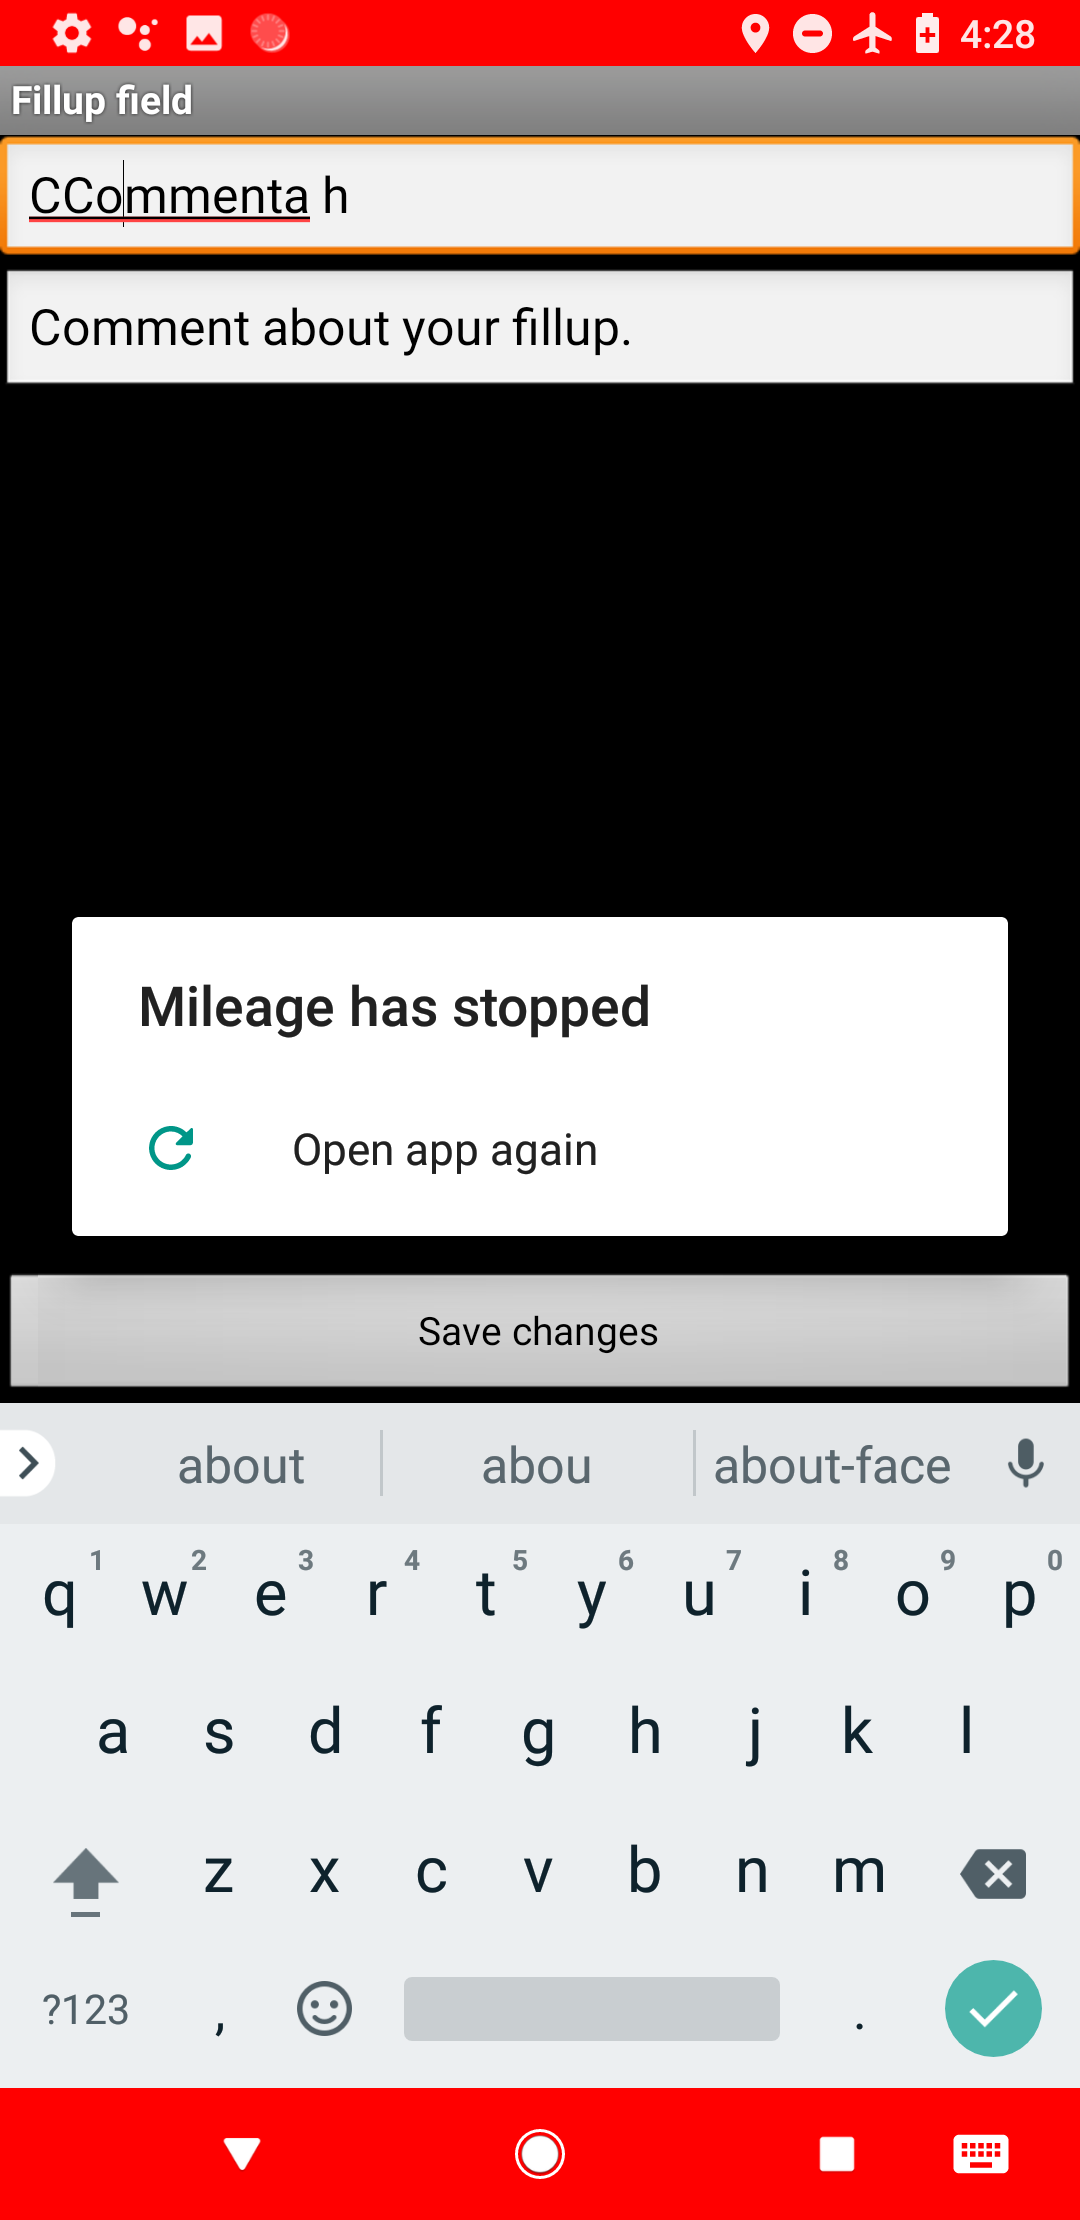 4:28
Fillup field
CCommenta h
Comment about your fillup.
Mileage has stopped
Open app again
Save changes
about abou about-face
1 2 3 4 5 6 7 8 9 0
q w e r t y u i o p
a s d f g h j k l
z x c v b n m
?123 , .